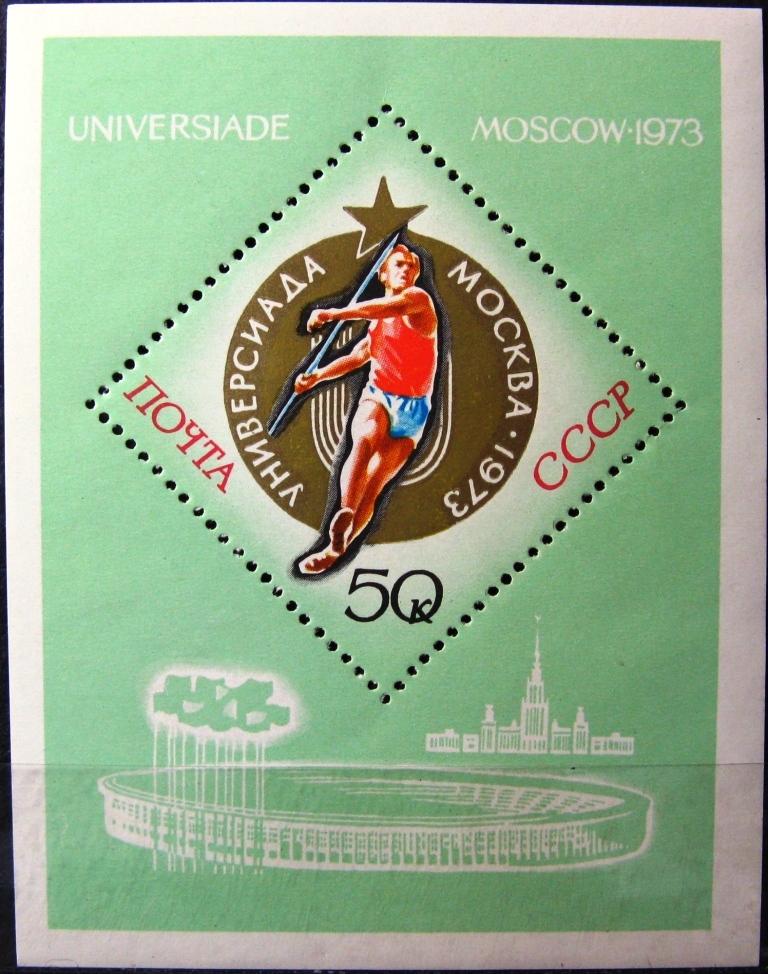 UNIVERSIADE
MOSCOW·1973
УНИВЕРСИАДА
МОСКВА·1973
ПОЧТА
СССР
50к